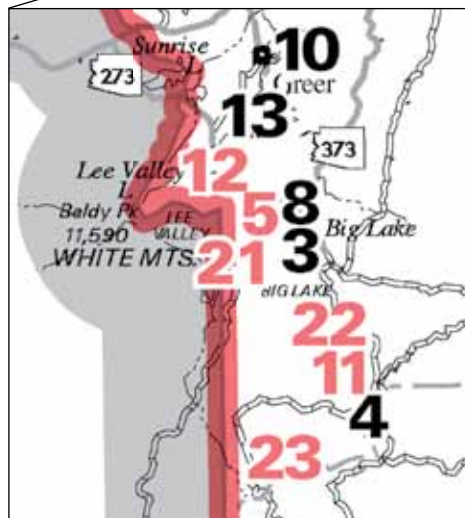 Sunrise
L.
10
Greer
273
13
373
Lee Valley
L.
12
8
Baldy Pk
11,590
LEE
VALLEY
5
Big Lake
WHITE MTS.
21
3
BIG LAKE
22
11
4
23